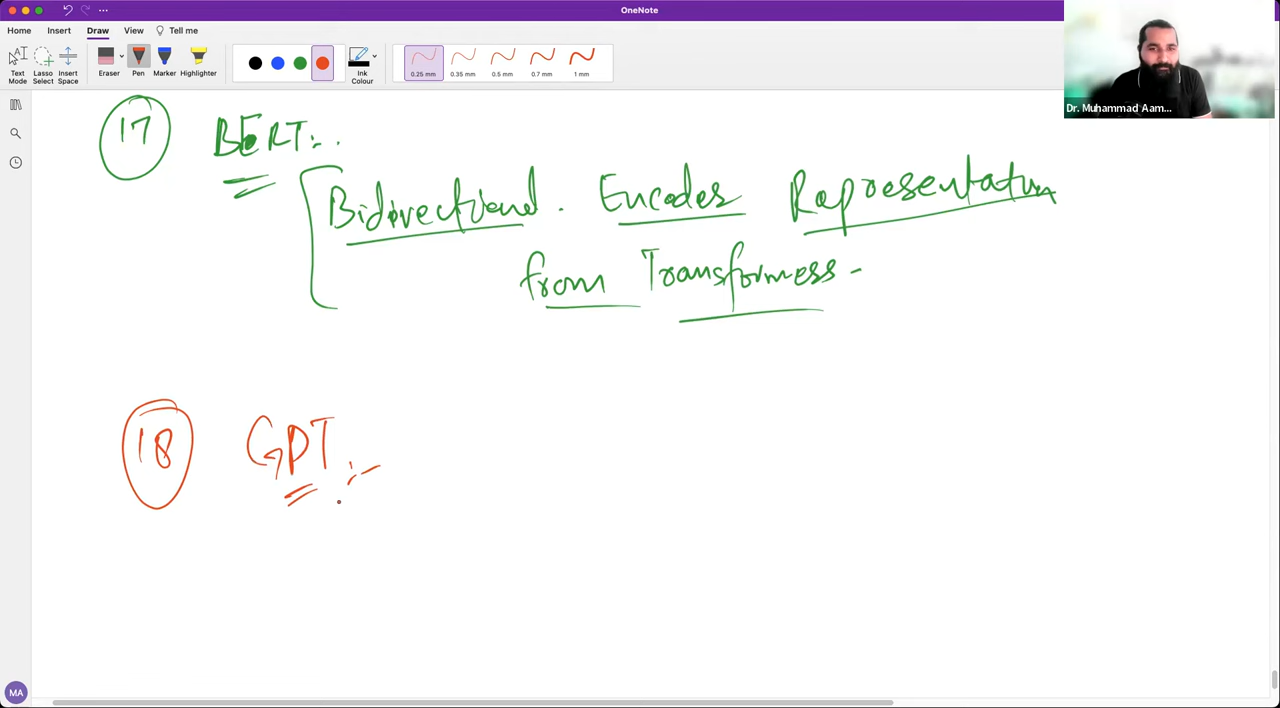 OneNote
Home Insert Draw View Tell me
Text Mode
Lasso Select
Insert Space
Eraser
Pen
Marker
Highlighter
Ink Colour
0.25 mm
0.35 mm
0.5 mm
0.7 mm
1 mm
Dr. Muhammad Aam...
17 BERT:-.
Bidirectional. Encoder Representation
from Transformers-
18 GPT:-
MA